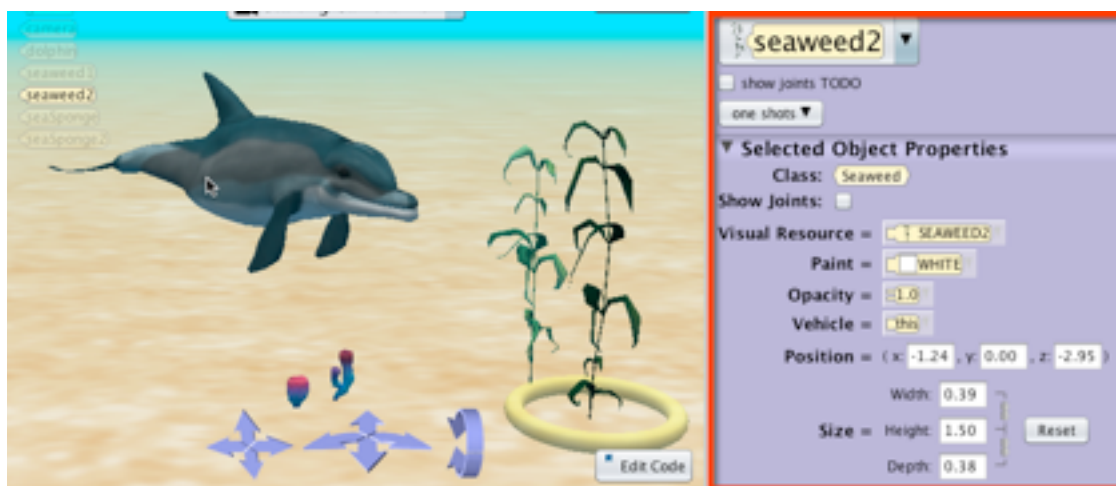 camera
dolphin
seaweed1
seaweed2
seaSponge
seaSponge2
Edit Code
seaweed2
show joints TODO
one shots
Selected Object Properties
Class: Seaweed
Show Joints:
Visual Resource = SEAWEED2
Paint = WHITE
Opacity = 1.0
Vehicle = this
Position = ( x: -1.24 , y: 0.00 , z: -2.95 )
Width: 0.39
Size = Height: 1.50 Reset
Depth: 0.38